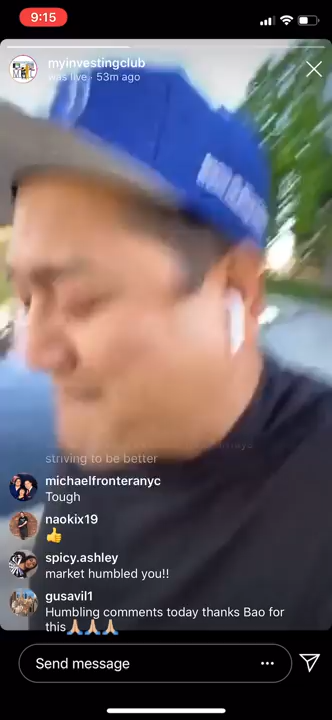 9:15
myinvestingclub
was live · 53m ago
striving to be better
michaelfronteranyc
Tough
naokix19
👍
spicy.ashley
market humbled you!!
gusavil1
Humbling comments today thanks Bao for
this🙏🏼🙏🏼🙏🏼
Send message